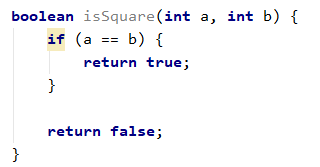 boolean isSquare(int a, int b) {
if (a == b) {
return true;
}
return false;
}